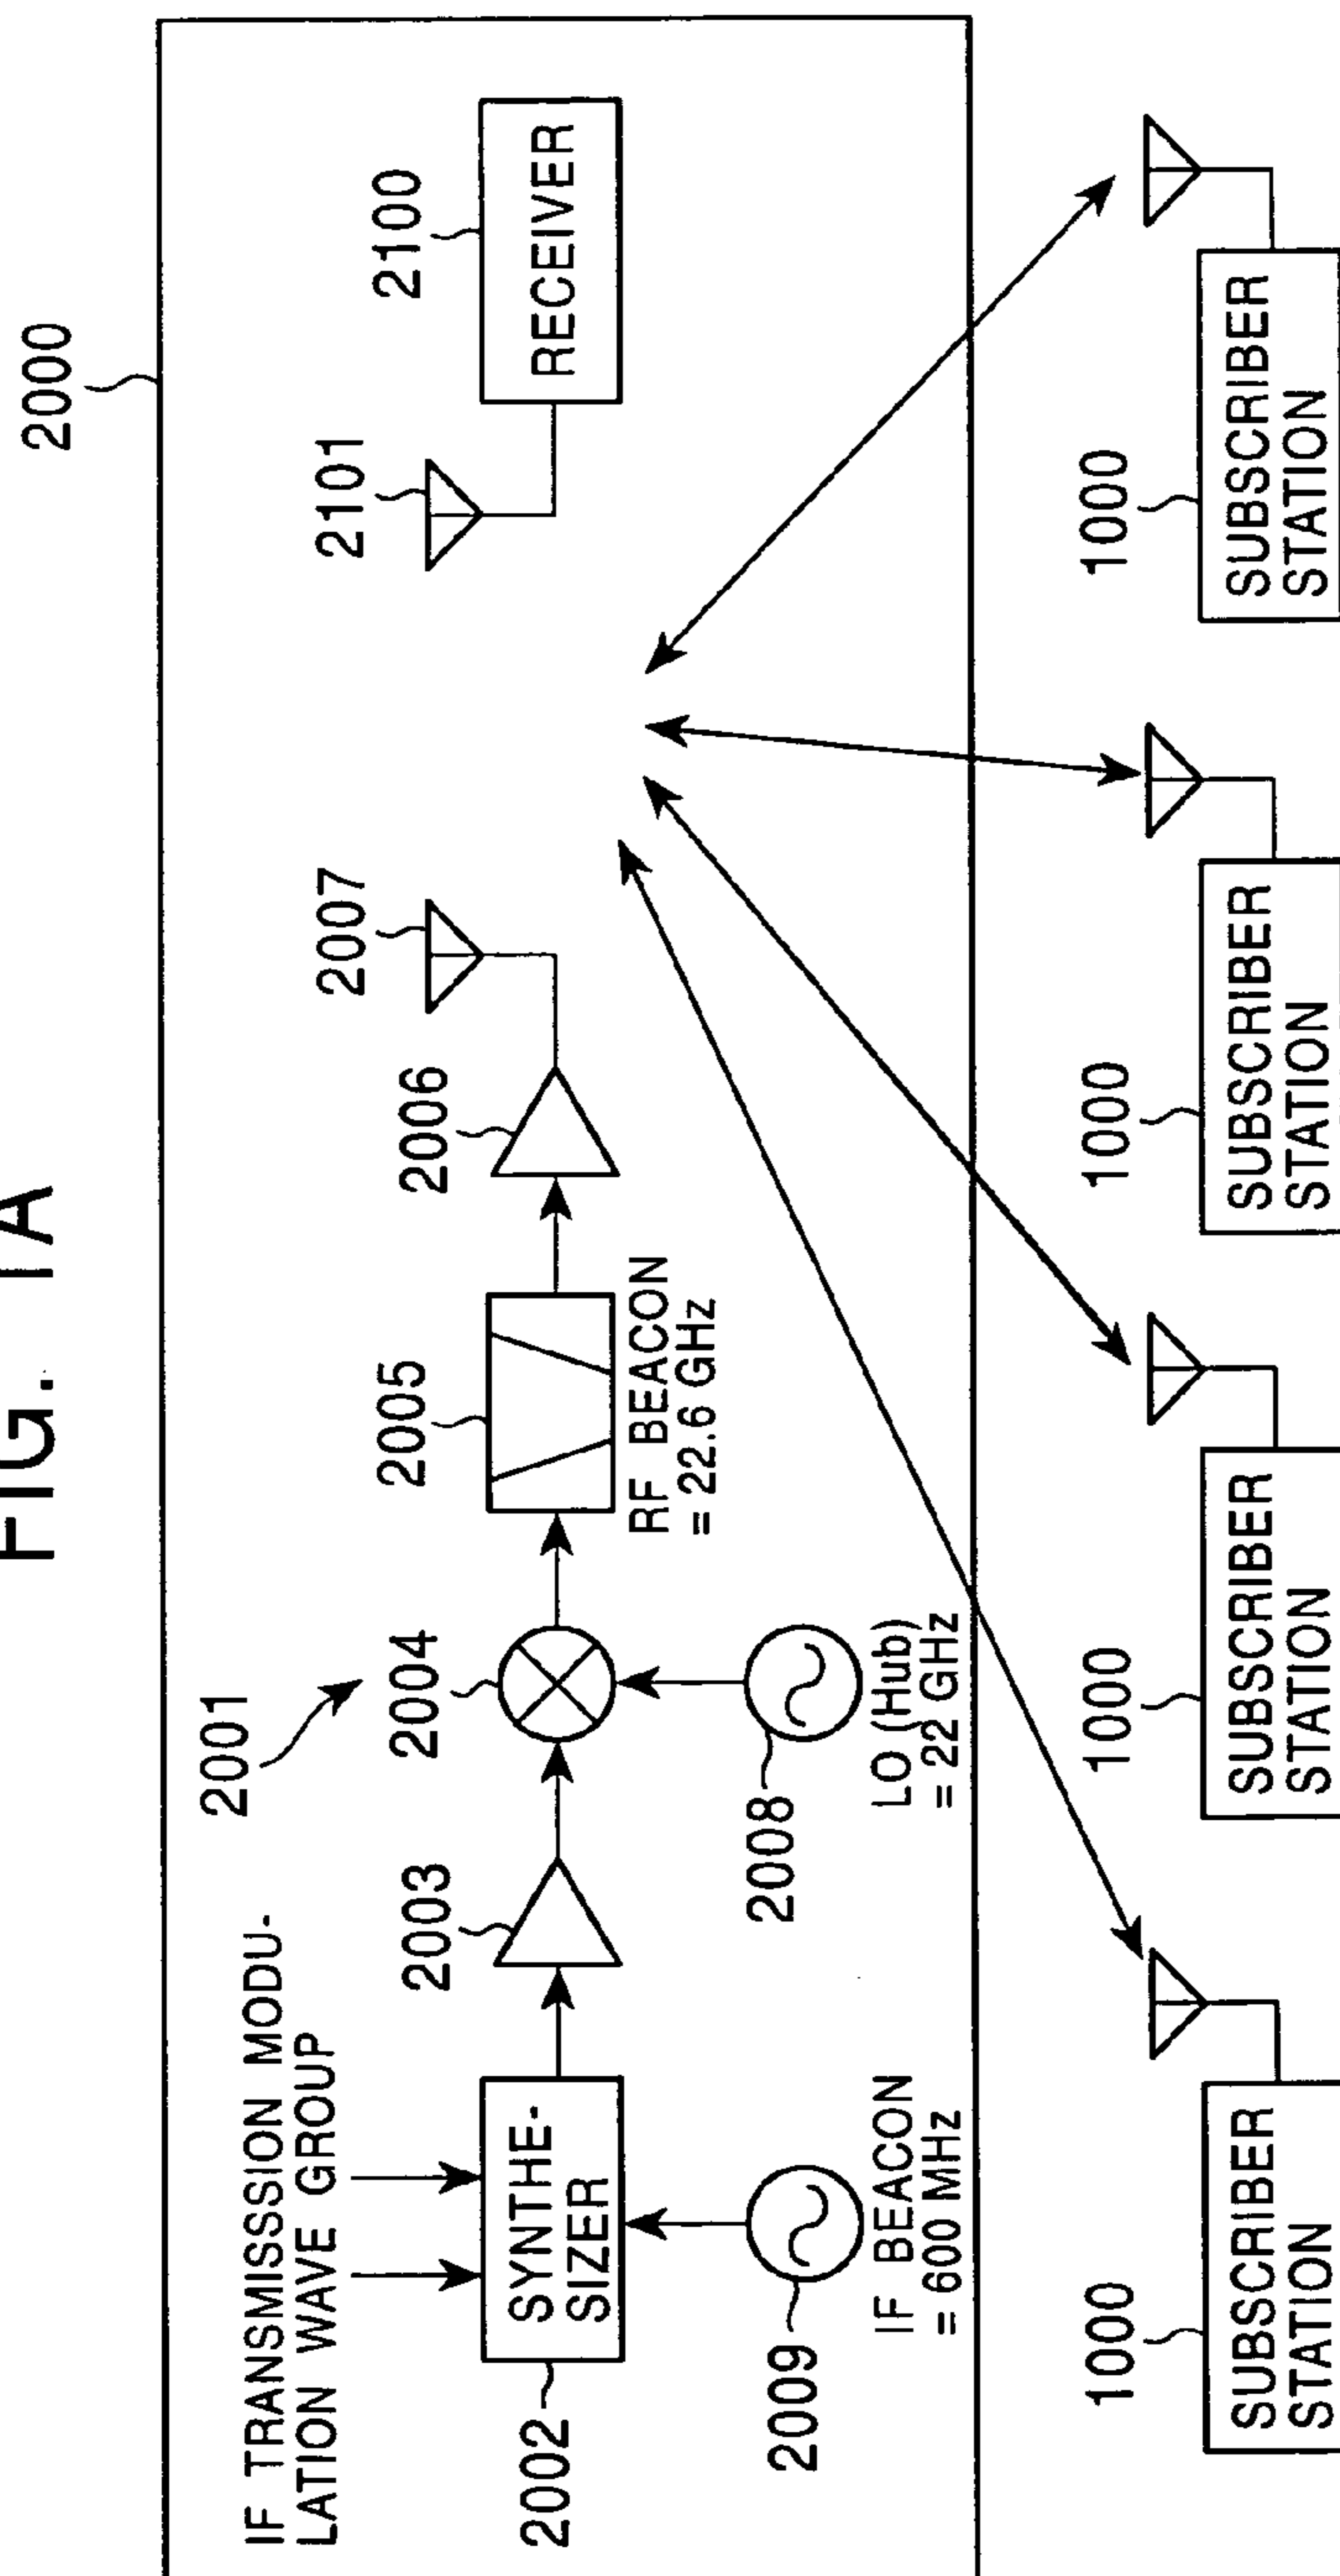 FIG. 1A
2000
IF TRANSMISSSION MODU-
LATION WAVE GROUP
2001
2002
SYNTHE-
SIZER
2003
2004
2005
2006
2007
2101
2100
RECEIVER
RF BEACON
= 22.6 GHz
2009
IF BEACON
= 600 MHz
2008
LO (Hub)
= 22 GHz
1000
SUBSCRIBER
STATION
1000
SUBSCRIBER
STATION
1000
SUBSCRIBER
STATION
1000
SUBSCRIBER
STATION